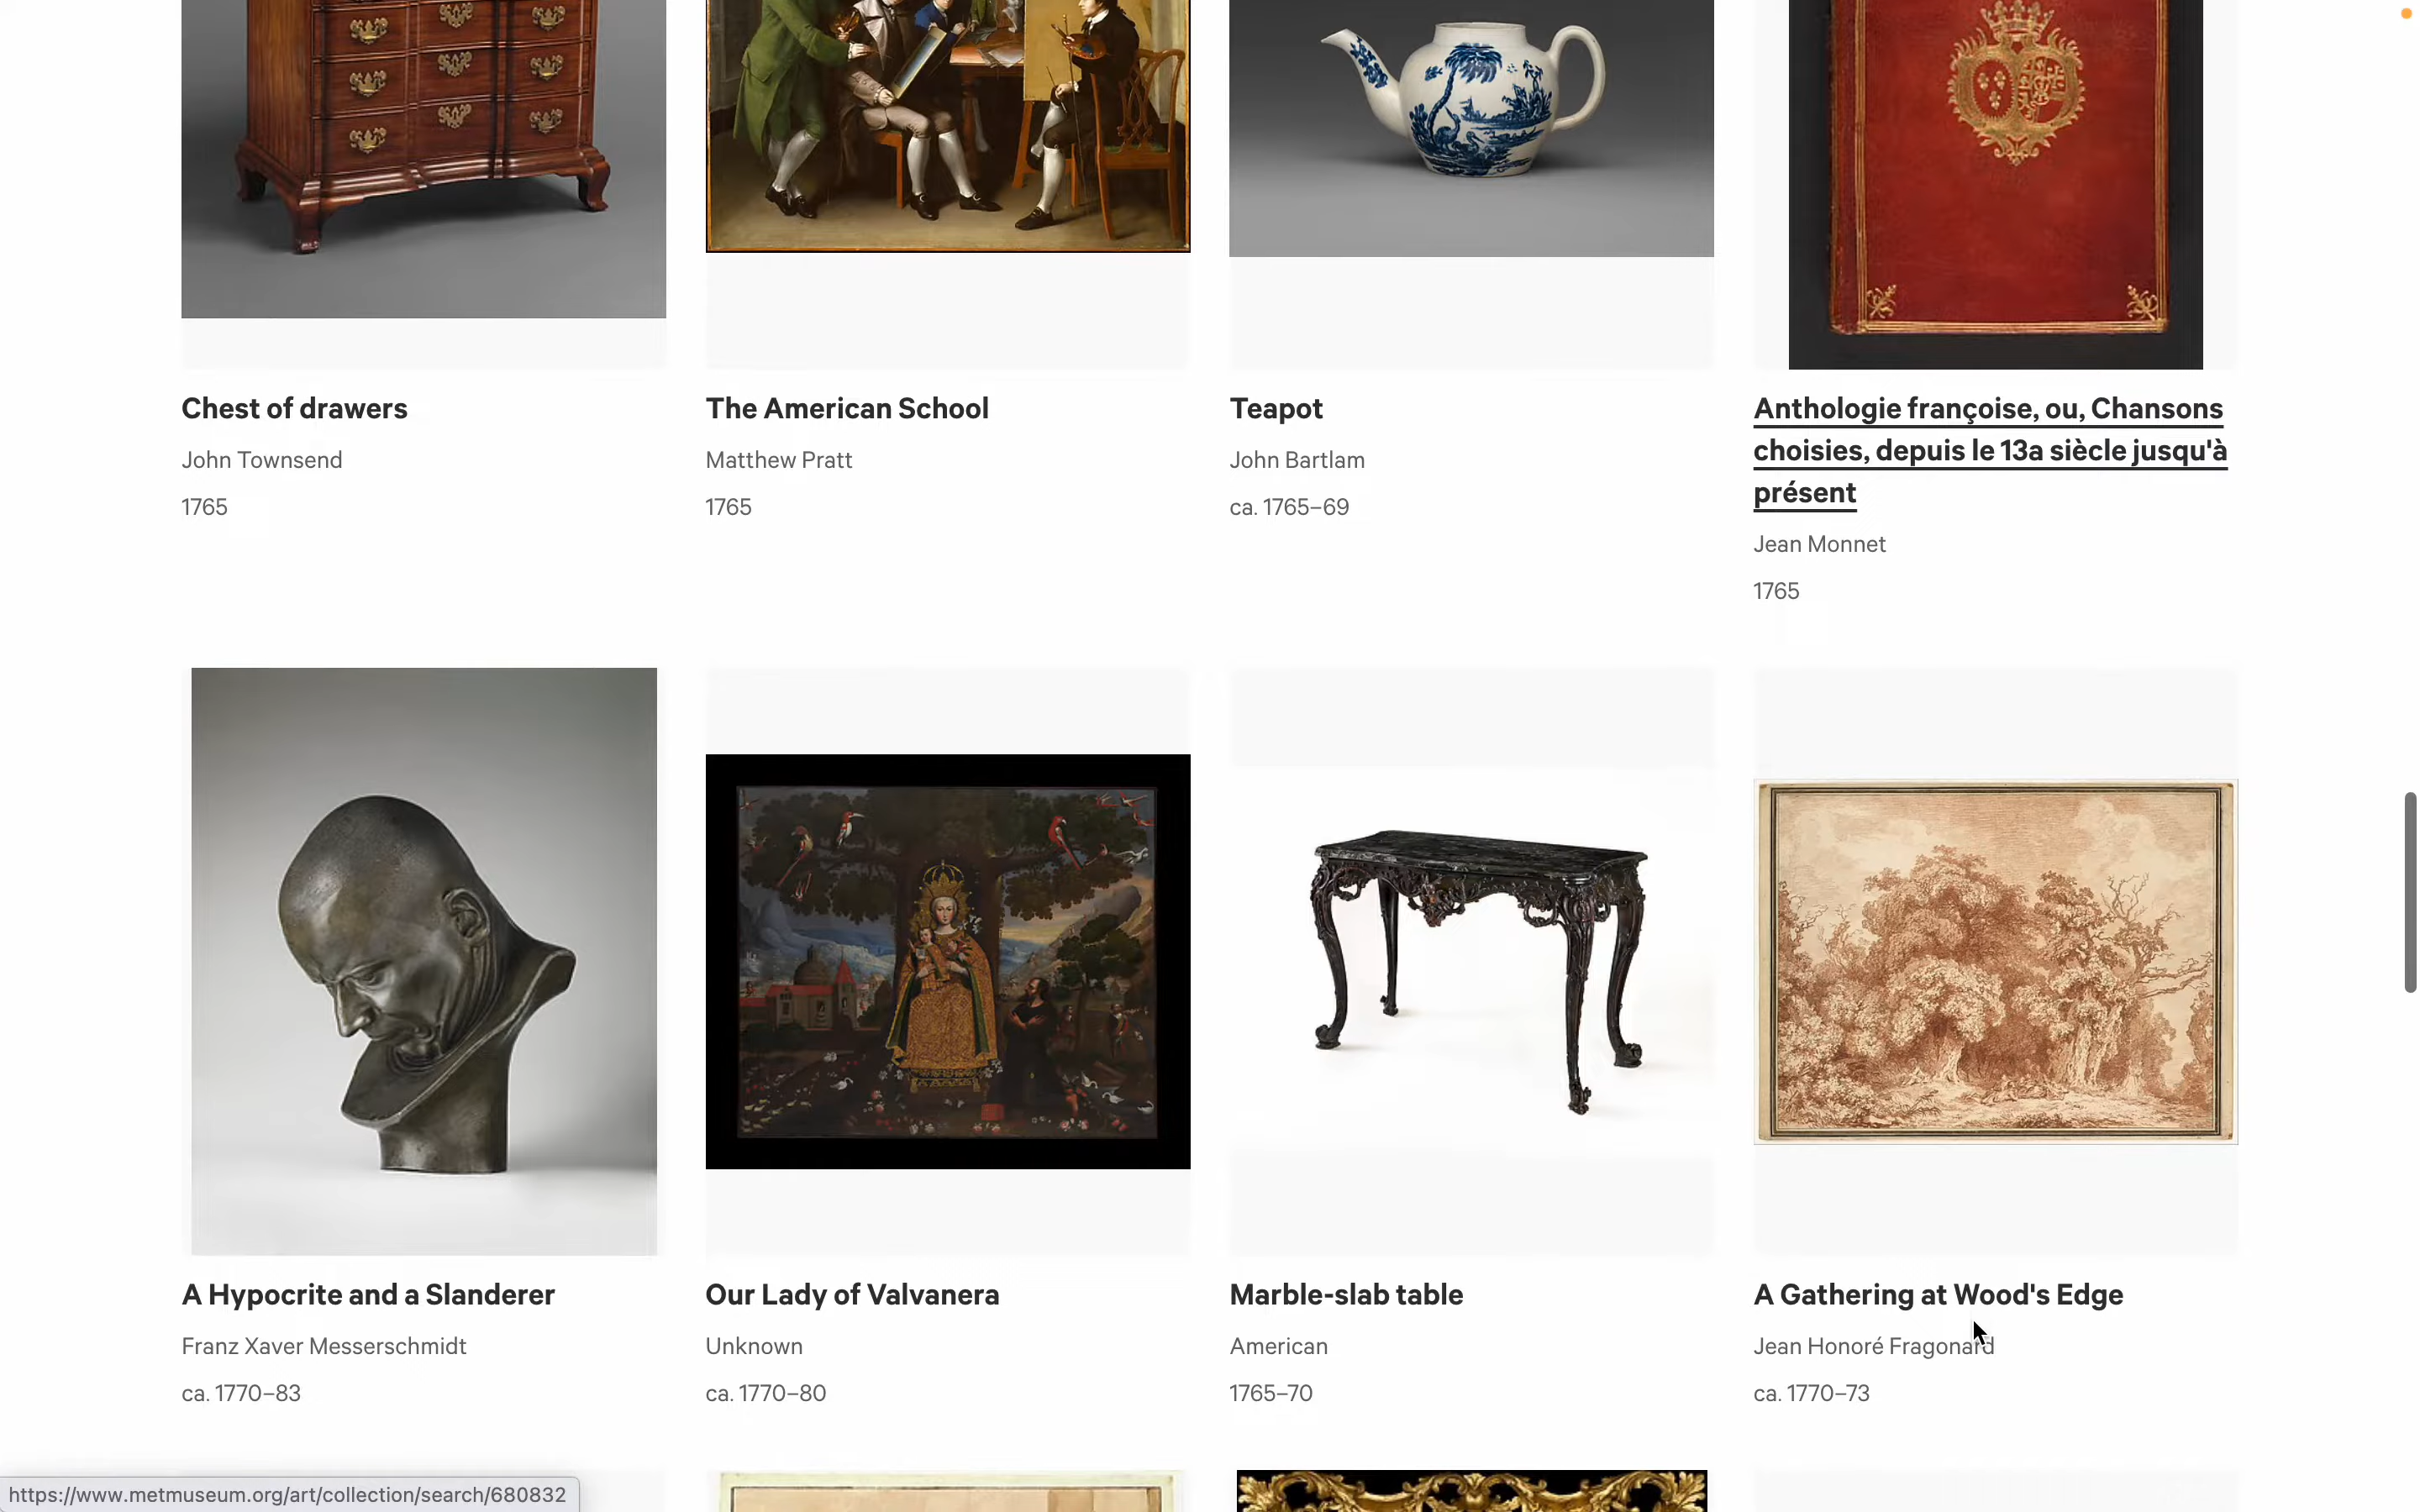 Chest of drawers
John Townsend
1765
The American School
Matthew Pratt
1765
Teapot
John Bartlam
ca. 1765–69
Anthologie françoise, ou, Chansons
choisies, depuis le 13a siècle jusqu'à
présent
Jean Monnet
1765
A Hypocrite and a Slanderer
Franz Xaver Messerschmidt
ca. 1770–83
Our Lady of Valvanera
Unknown
ca. 1770–80
Marble-slab table
American
1765–70
A Gathering at Wood's Edge
Jean Honoré Fragonard
ca. 1770–73
https://www.metmuseum.org/art/collection/search/680832